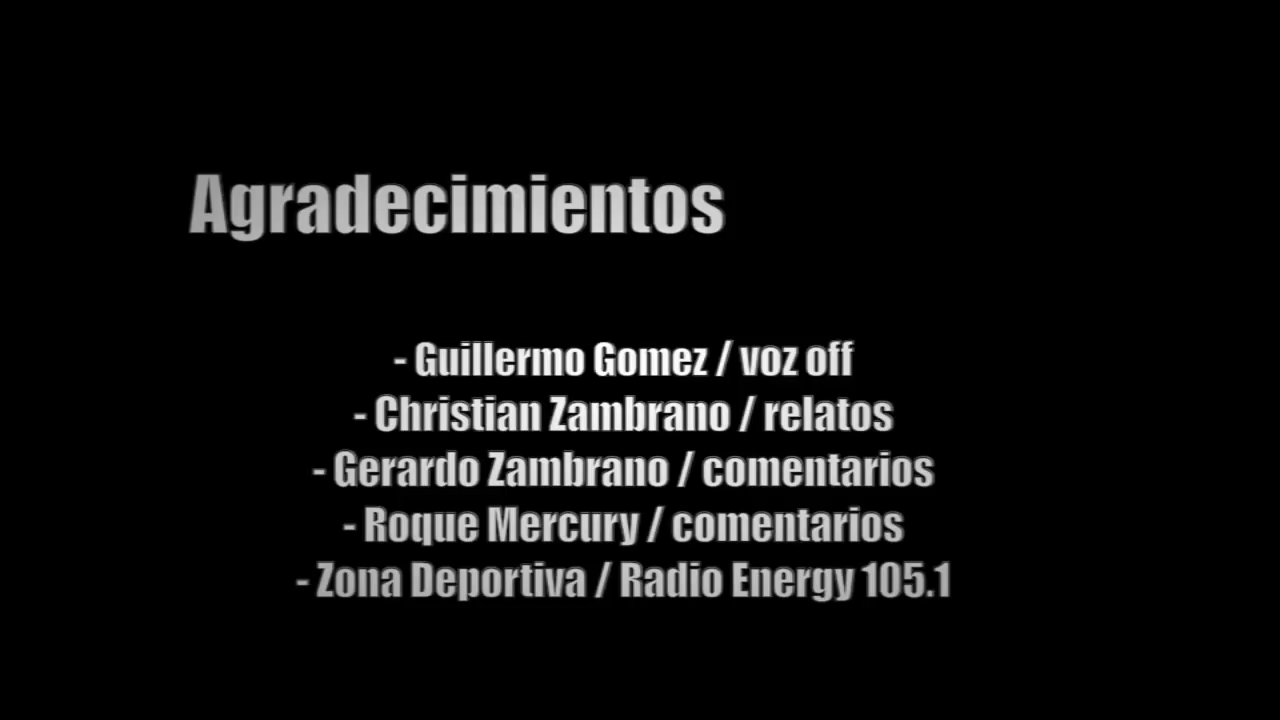 Agradecimientos
- Guillermo Gomez / voz off
- Christian Zambrano / relatos
- Gerardo Zambrano / comentarios
- Roque Mercury / comentarios
- Zona Deportiva / Radio Energy 105.1